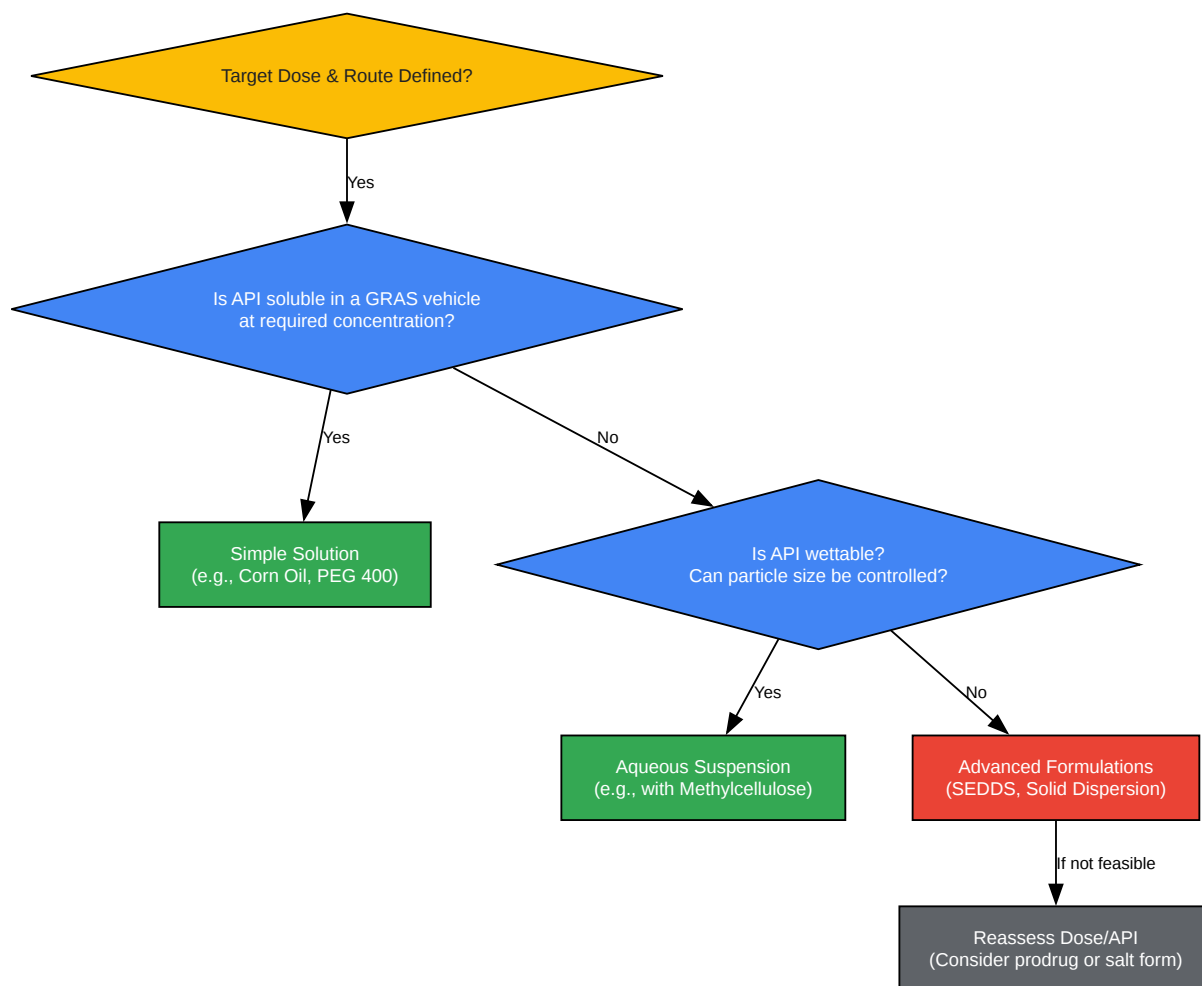 Target Dose & Route Defined?
Yes
Is API soluble in a GRAS vehicle
at required concentration?
Yes
No
Simple Solution
(e.g., Corn Oil, PEG 400)
Is API wettable?
Can particle size be controlled?
Yes
No
Aqueous Suspension
(e.g., with Methylcellulose)
Advanced Formulations
(SEDDS, Solid Dispersion)
If not feasible
Reassess Dose/API
(Consider prodrug or salt form)